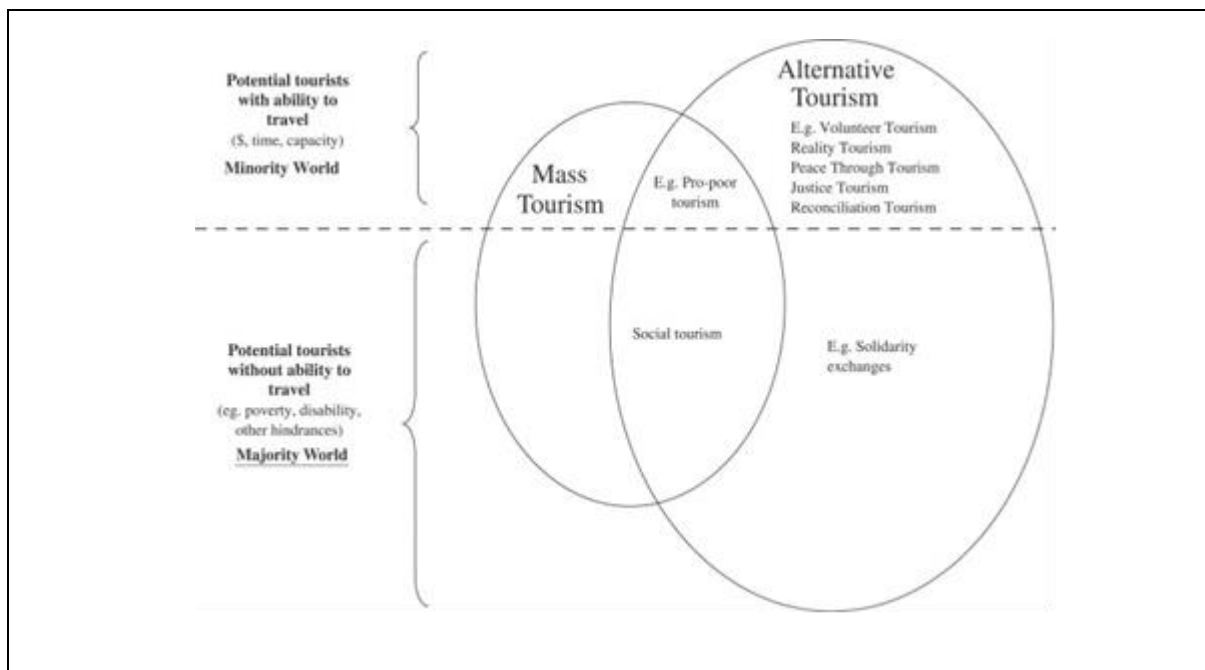 Potential tourists
with ability to
travel
($, time, capacity)
Minority World
Mass
Tourism
E.g. Pro-poor
tourism
Alternative
Tourism
E.g. Volunteer Tourism
Reality Tourism
Peace Through Tourism
Justice Tourism
Reconciliation Tourism
Potential tourists
without ability to
travel
(eg. poverty, disability,
other hindrances)
Majority World
Social tourism
E.g. Solidarity
exchanges